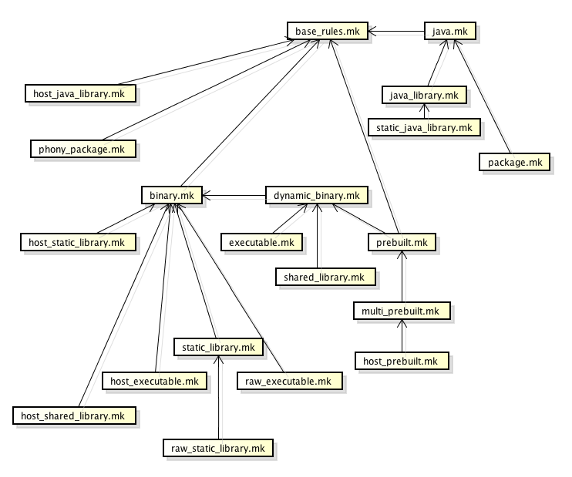 base_rules.mk
java.mk
host_java_library.mk
java_library.mk
static_java_library.mk
phony_package.mk
package.mk
binary.mk
dynamic_binary.mk
host_static_library.mk
executable.mk
prebuilt.mk
shared_library.mk
multi_prebuilt.mk
static_library.mk
host_prebuilt.mk
host_executable.mk
raw_executable.mk
host_shared_library.mk
raw_static_library.mk